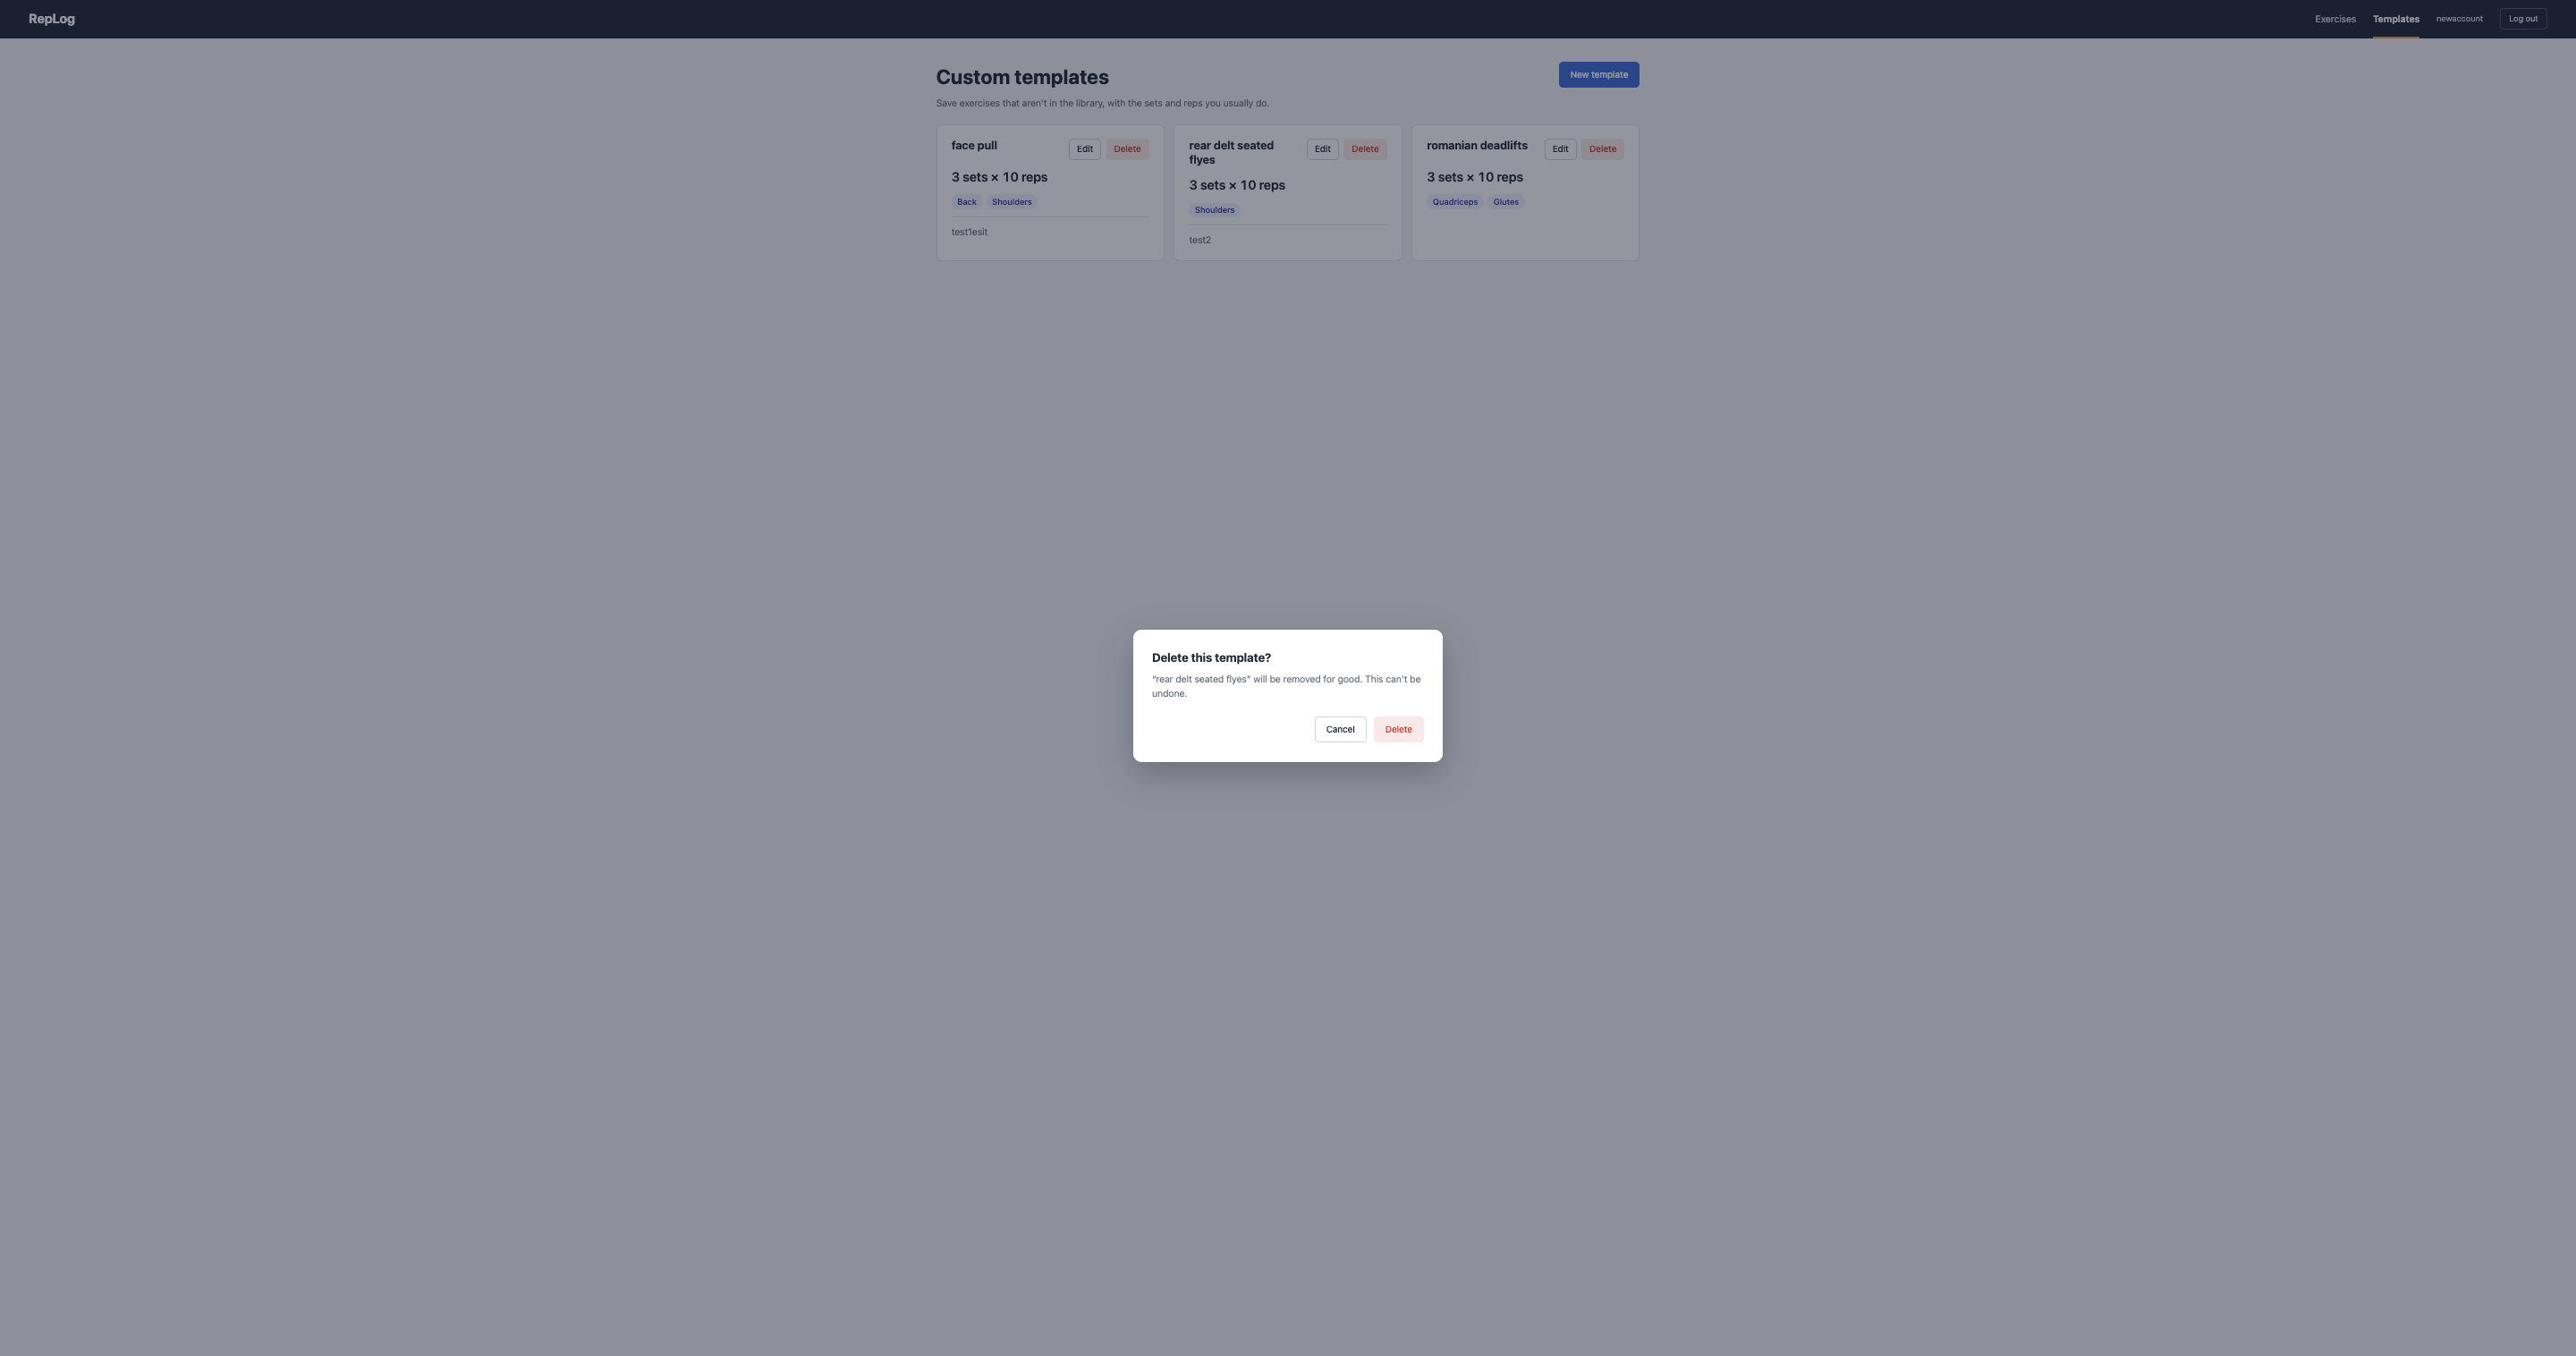 RepLog
Exercises
Templates
newaccount
Log out
Custom templates
New template
Save exercises that aren't in the library, with the sets and reps you usually do.
face pull
Edit
Delete
3 sets × 10 reps
Back
Shoulders
test1esit
rear delt seated
flyes
Edit
Delete
3 sets × 10 reps
Shoulders
test2
romanian deadlifts
Edit
Delete
3 sets × 10 reps
Quadriceps
Glutes
Delete this template?
“rear delt seated flyes” will be removed for good. This can't be
undone.
Cancel
Delete